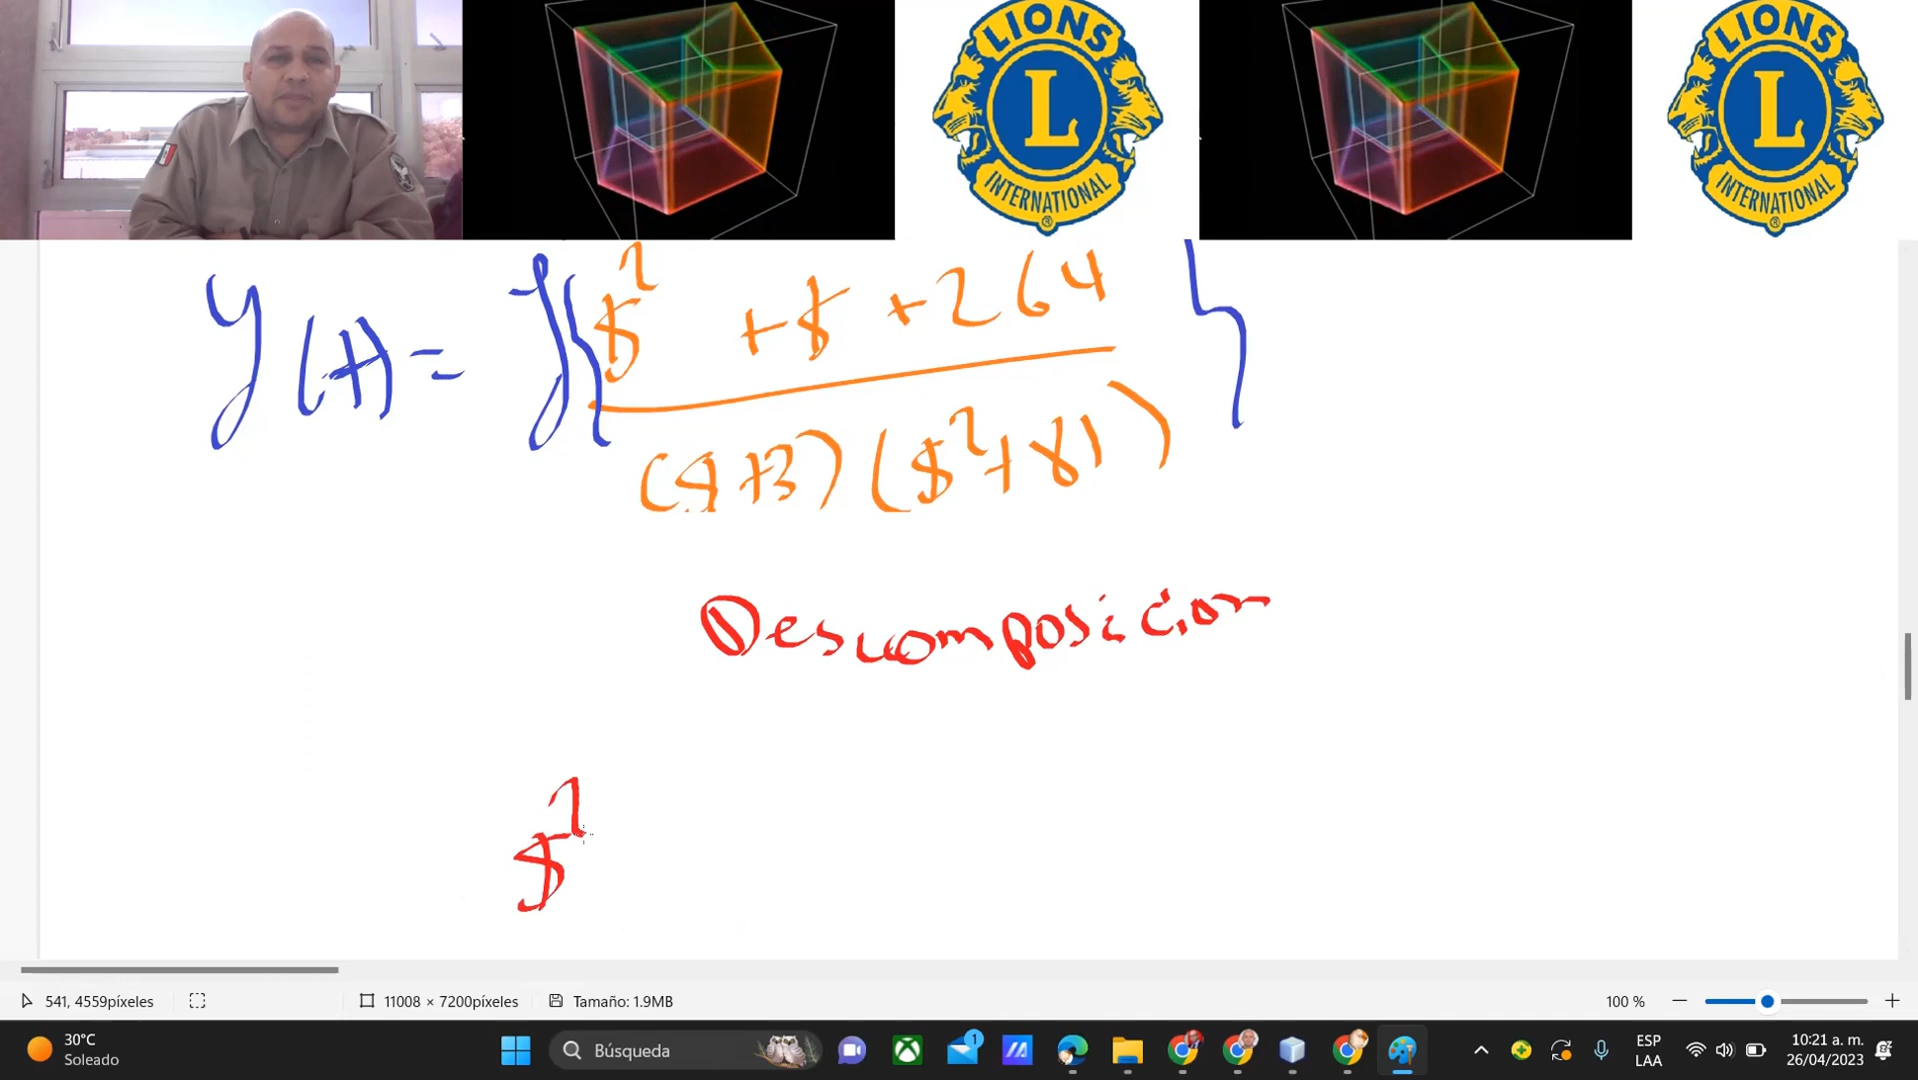 LIONS
L
INTERNATIONAL
®
LIONS
L
INTERNATIONAL
®
y(t) = y{ s² + s + 264 / (s+3)(s²+81) }
Descomposicion
s²
541, 4559píxeles
11008 × 7200píxeles
Tamaño: 1.9MB
100 %
30°C
Soleado
Búsqueda
1
ESP
LAA
10:21 a. m.
26/04/2023